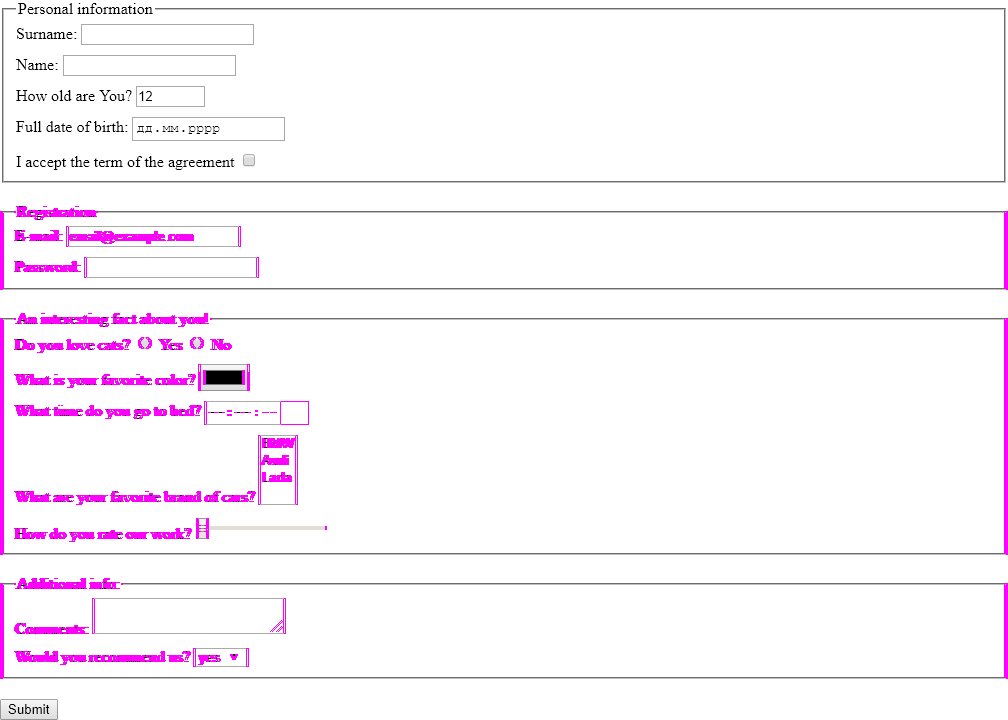 Personal information
Surname:
Name:
How old are You? 12
Full date of birth: дд.мм.рррр
I accept the term of the agreement
Registration
E-mail: email@example.com
Password:
An interesting fact about you!
Do you love cats? Yes No
What is your favorite color?
What time do you go to bed? --:--:--
BMW
Audi
Lada
What are your favorite brand of cars?
How do you rate our work?
Additional info:
Comments:
Would you recommend us? yes
Submit